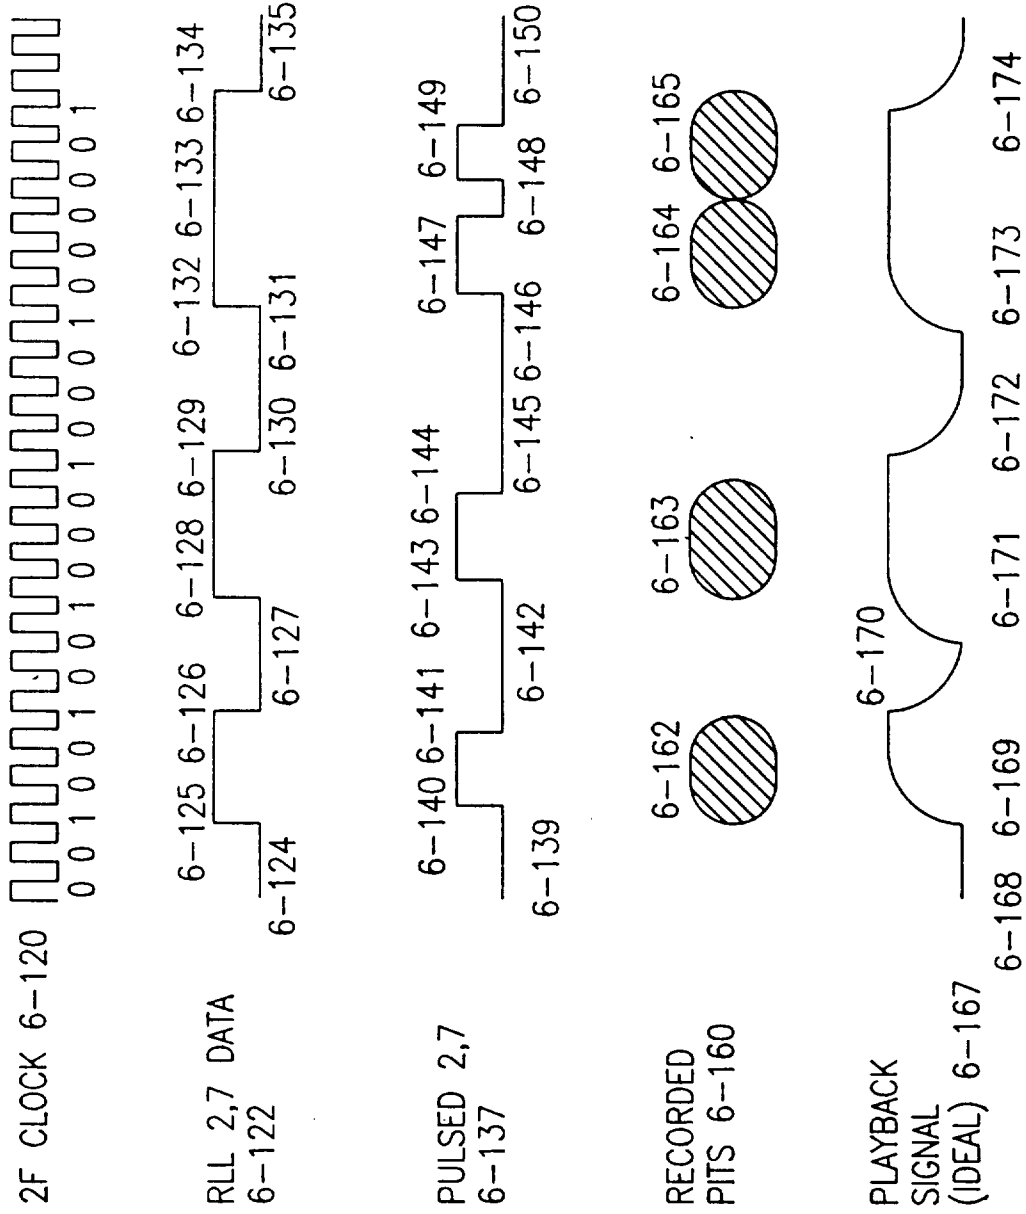 2F CLOCK 6-120
0 0 1 0 0 1 0 0 1 0 0 0 1 0 0 0 1 0 0 0 0 0 1
6-125 6-126 6-128 6-129 6-132 6-133 6-134
RLL 2,7 DATA
6-122
6-124 6-127 6-130 6-131 6-135
6-140 6-141 6-143 6-144 6-147 6-149
PULSED 2,7
6-137
6-139 6-142 6-145 6-146 6-148 6-150
6-162 6-163 6-164 6-165
RECORDED
PITS 6-160
6-170
PLAYBACK
SIGNAL
(IDEAL) 6-167
6-168 6-169 6-171 6-172 6-173 6-174